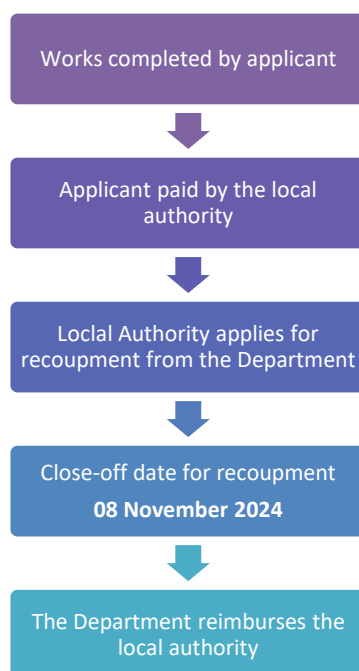 Works completed by applicant
Applicant paid by the local
authority
Loclal Authority applies for
recoupment from the Department
Close-off date for recoupment
08 November 2024
The Department reimburses the
local authority